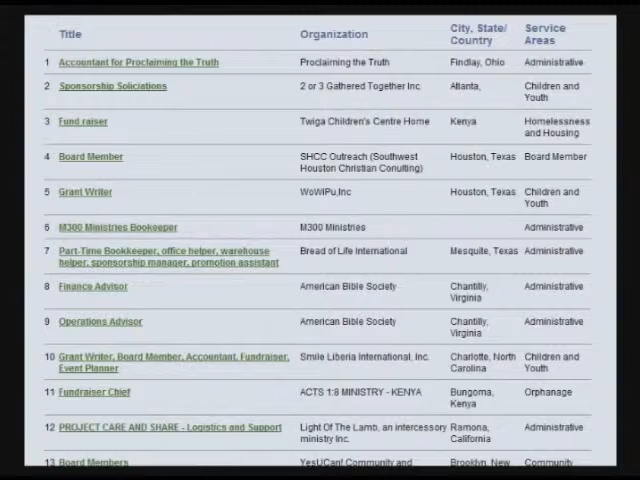 Title Organization City, State/ Service
Country Areas
1 Accountant for Proclaiming the Truth Proclaiming the Truth Findlay, Ohio Administrative
2 Sponsorship Soliciations 2 or 3 Gathered Together Inc Atlanta, Children and
Youth
3 Fund raiser Twiga Children's Centre Home Kenya Homelessness
and Housing
4 Board Member SHCC Outreach (Southwest Houston, Texas Board Member
Houston Christian Conulting)
5 Grant Writer WoWIPu,Inc Houston, Texas Children and
Youth
6 M300 Ministries Bookeeper M300 Ministries Administrative
7 Part-Time Bookkeeper, office helper, warehouse Bread of Life International Mesquite, Texas Administrative
helper, sponsorship manager, promotion assistant
8 Finance Advisor American Bible Society Chantilly, Administrative
Virginia
9 Operations Advisor American Bible Society Chantilly, Administrative
Virginia
10 Grant Writer, Board Member, Accountant, Fundraiser, Smile Liberia International, Inc. Charlotte, North Children and
Event Planner Carolina Youth
11 Fundraiser Chief ACTS 1:8 MINISTRY - KENYA Bungoma, Orphanage
Kenya
12 PROJECT CARE AND SHARE - Logistics and Support Light Of The Lamb, an intercessory Ramona, Administrative
ministry Inc. California
13 Board Members YesUCan! Community and Brooklyn, New Community